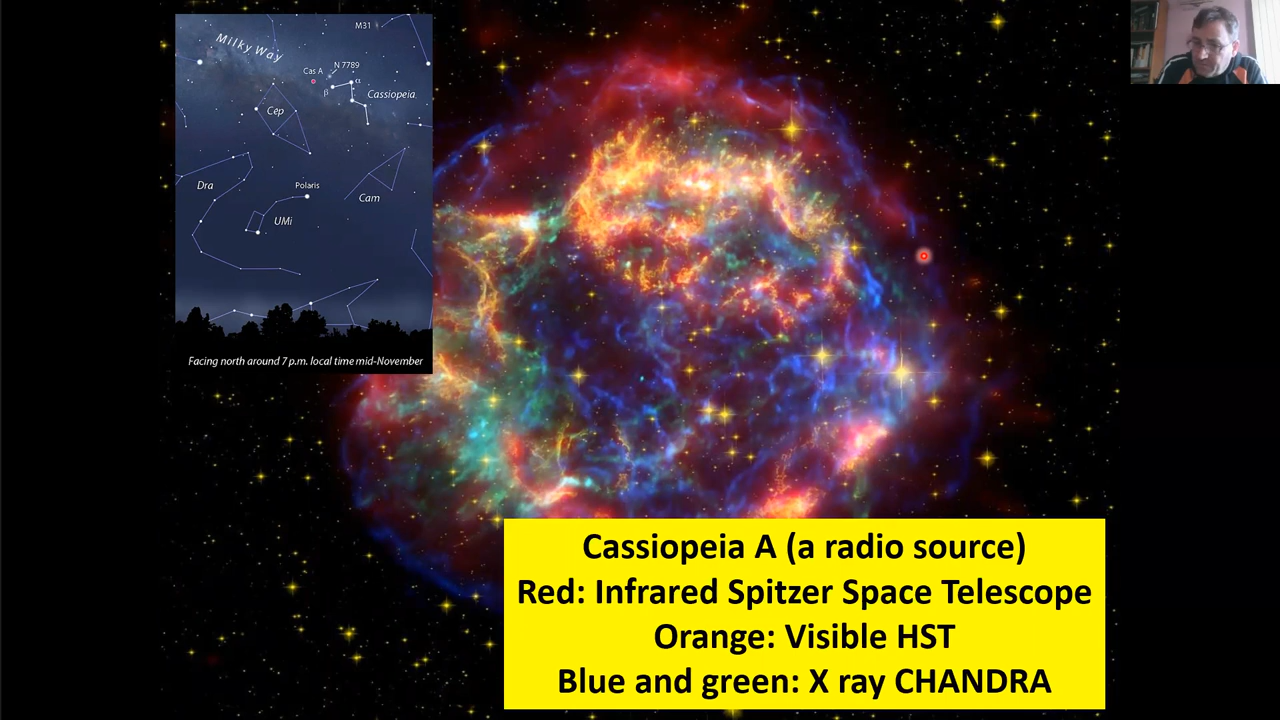 M31
Milky Way
N 7789
Cas A
α
β
Cassiopeia
Cep
Dra
Polaris
Cam
UMi
Facing north around 7 p.m. local time mid-November
Cassiopeia A (a radio source)
Red: Infrared Spitzer Space Telescope
Orange: Visible HST
Blue and green: X ray CHANDRA